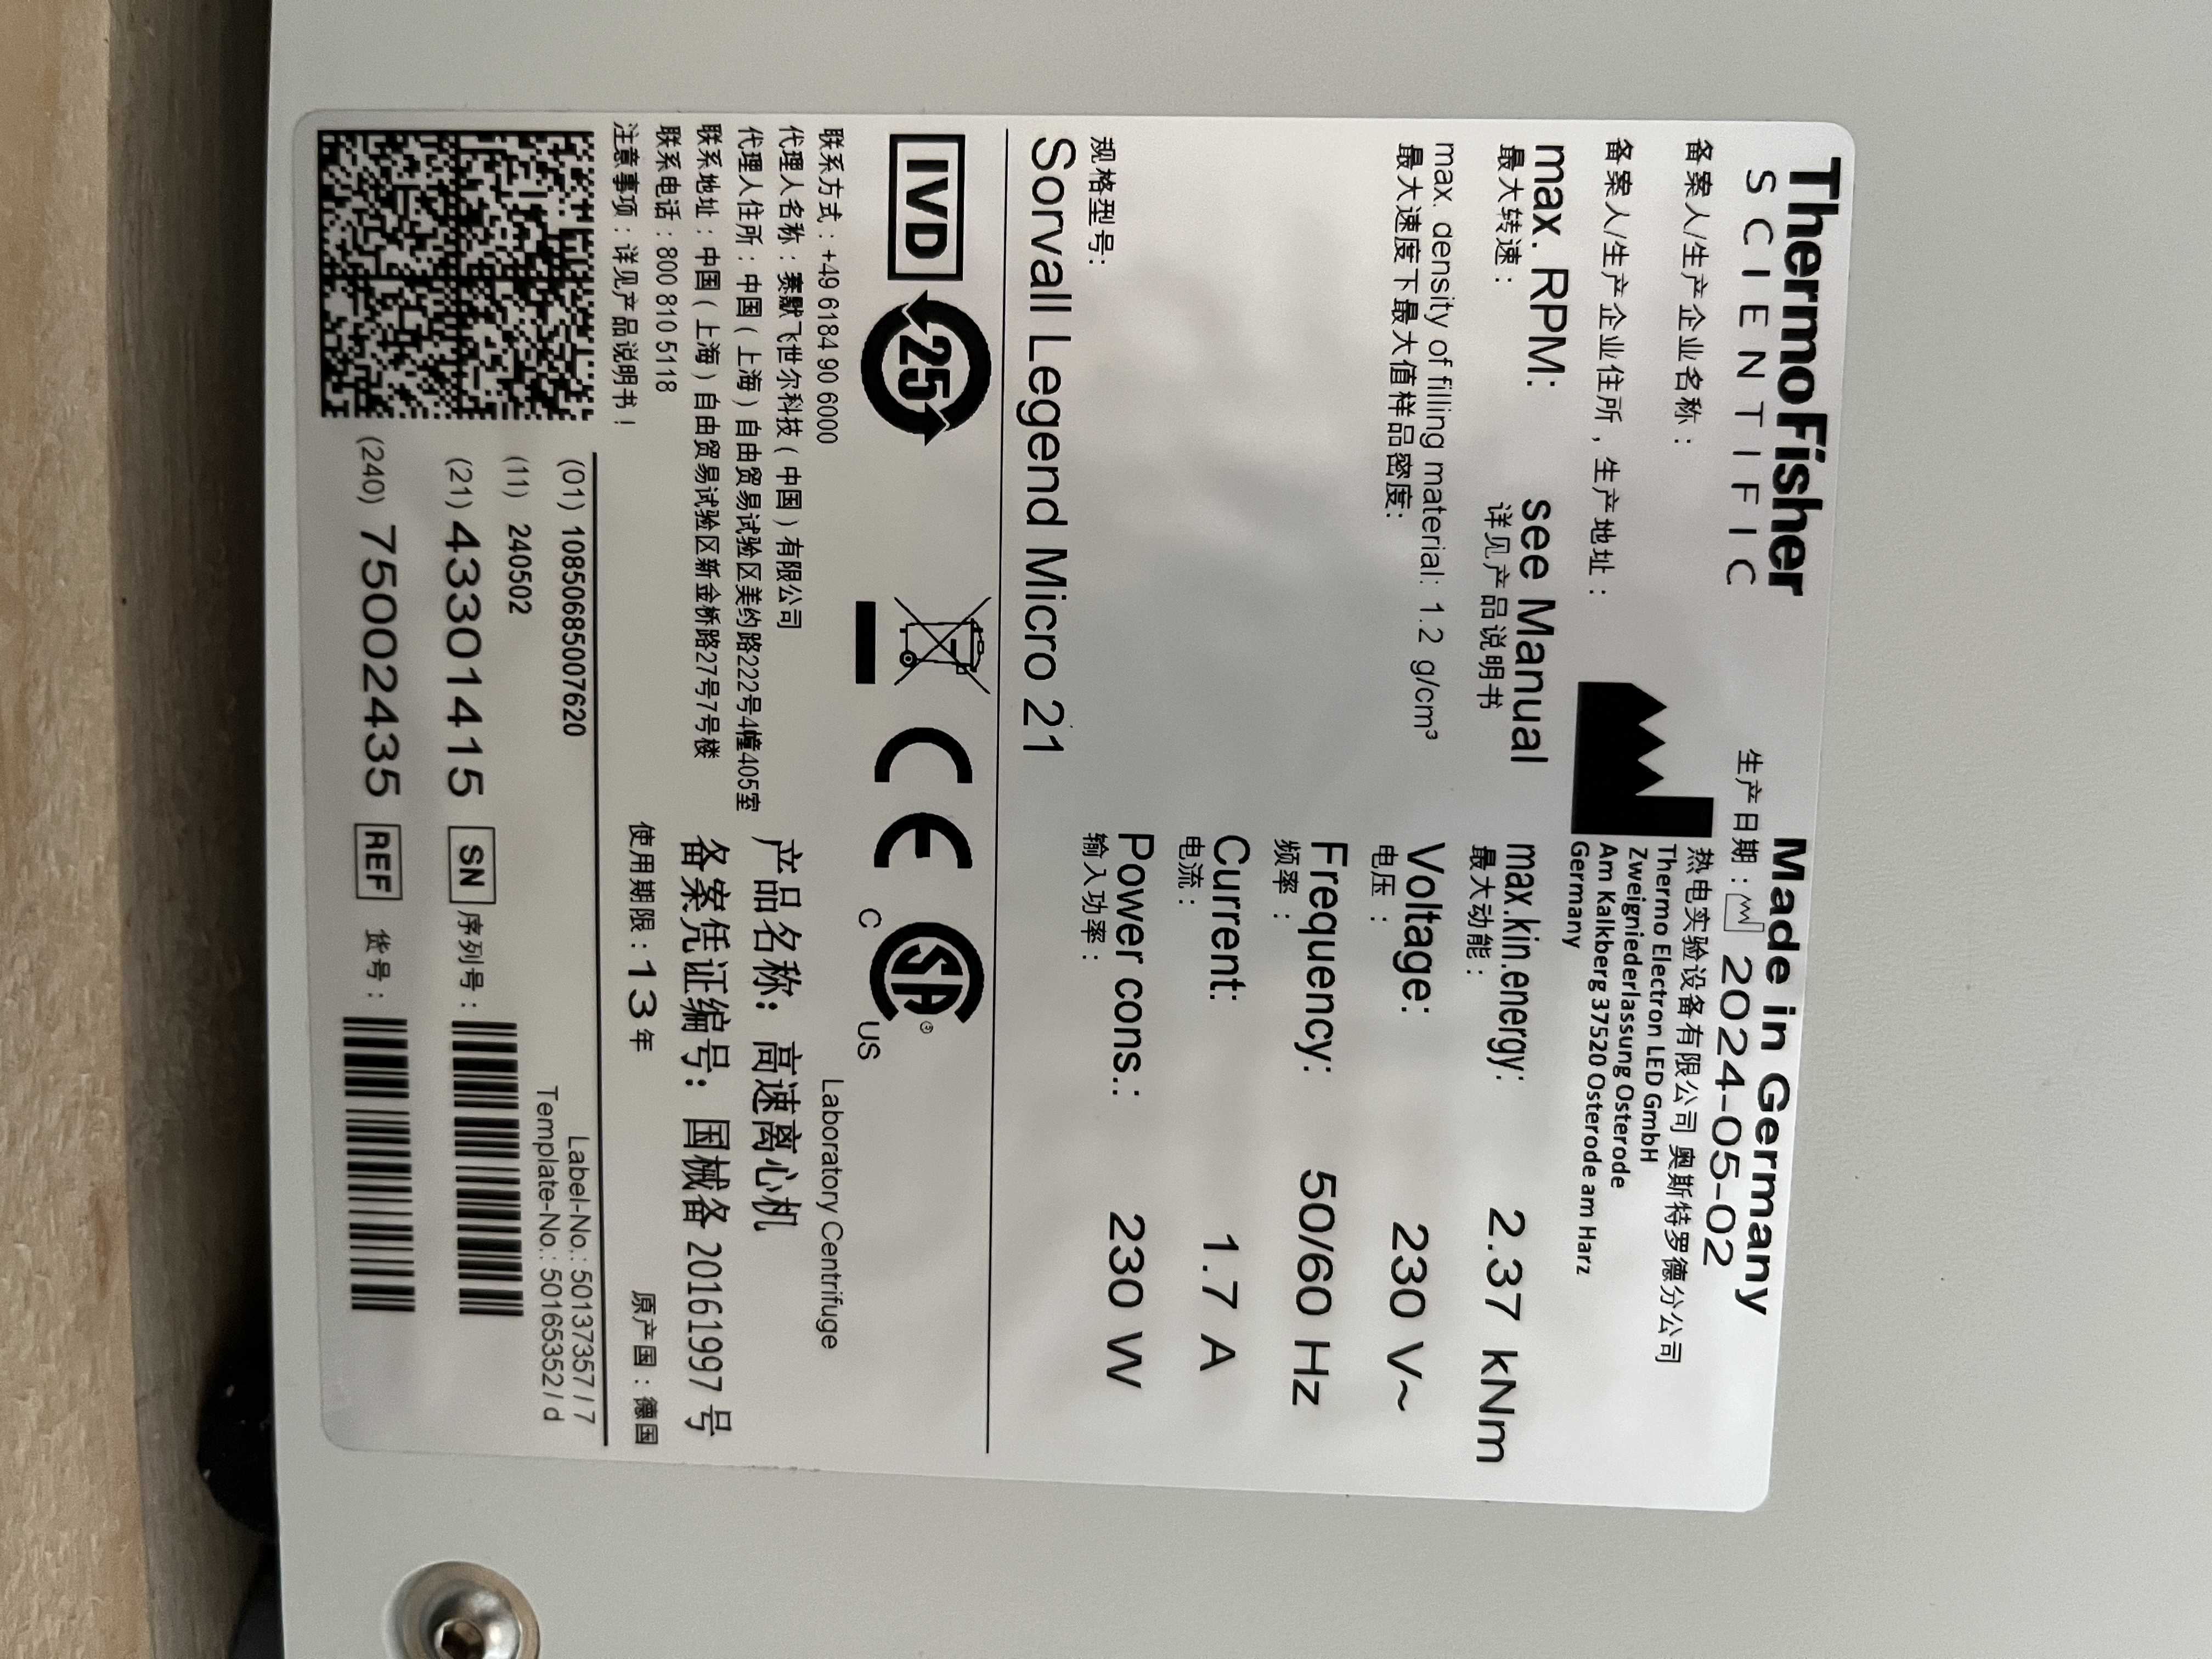 ThermoFisher
SCIENTIFIC
Made in Germany
生产日期: 2024-05-02
备案人/生产企业名称:
热电实验设备有限公司 奥斯特罗德分公司
Thermo Electron LED GmbH
Zweigniederlassung Osterode
Am Kalkberg 37520 Osterode am Harz
Germany
备案人/生产企业住所，生产地址:
max. RPM: see Manual
最大转速: 详见产品说明书
max.kin.energy: 2.37 kNm
最大动能:
max. density of filling material: 1.2 g/cm³
最大速度下最大值样品密度:
Voltage: 230 V~
电压:
Frequency: 50/60 Hz
频率:
Current: 1.7 A
电流:
Power cons.: 230 W
输入功率:
规格型号:
Sorvall Legend Micro 21
IVD
25
CE
C SA® US
联系方式: +49 6184 90 6000
Laboratory Centrifuge
代理人名称: 赛默飞世尔科技(中国)有限公司
代理人住所: 中国(上海)自由贸易试验区美约路222号4幢405室
产品名称: 高速离心机
联系地址: 中国(上海)自由贸易试验区新金桥路27号7号楼
备案凭证编号: 国械备 20161997 号
联系电话: 800 810 5118
注意事项: 详见产品说明书!
使用期限: 13年
原产国: 德国
(01) 10850685007620
Label-No.: 50137357 / 7
(11) 240502
Template-No.: 50165352 / d
(21) 43301415 SN 序列号:
(240) 75002435 REF 货号: